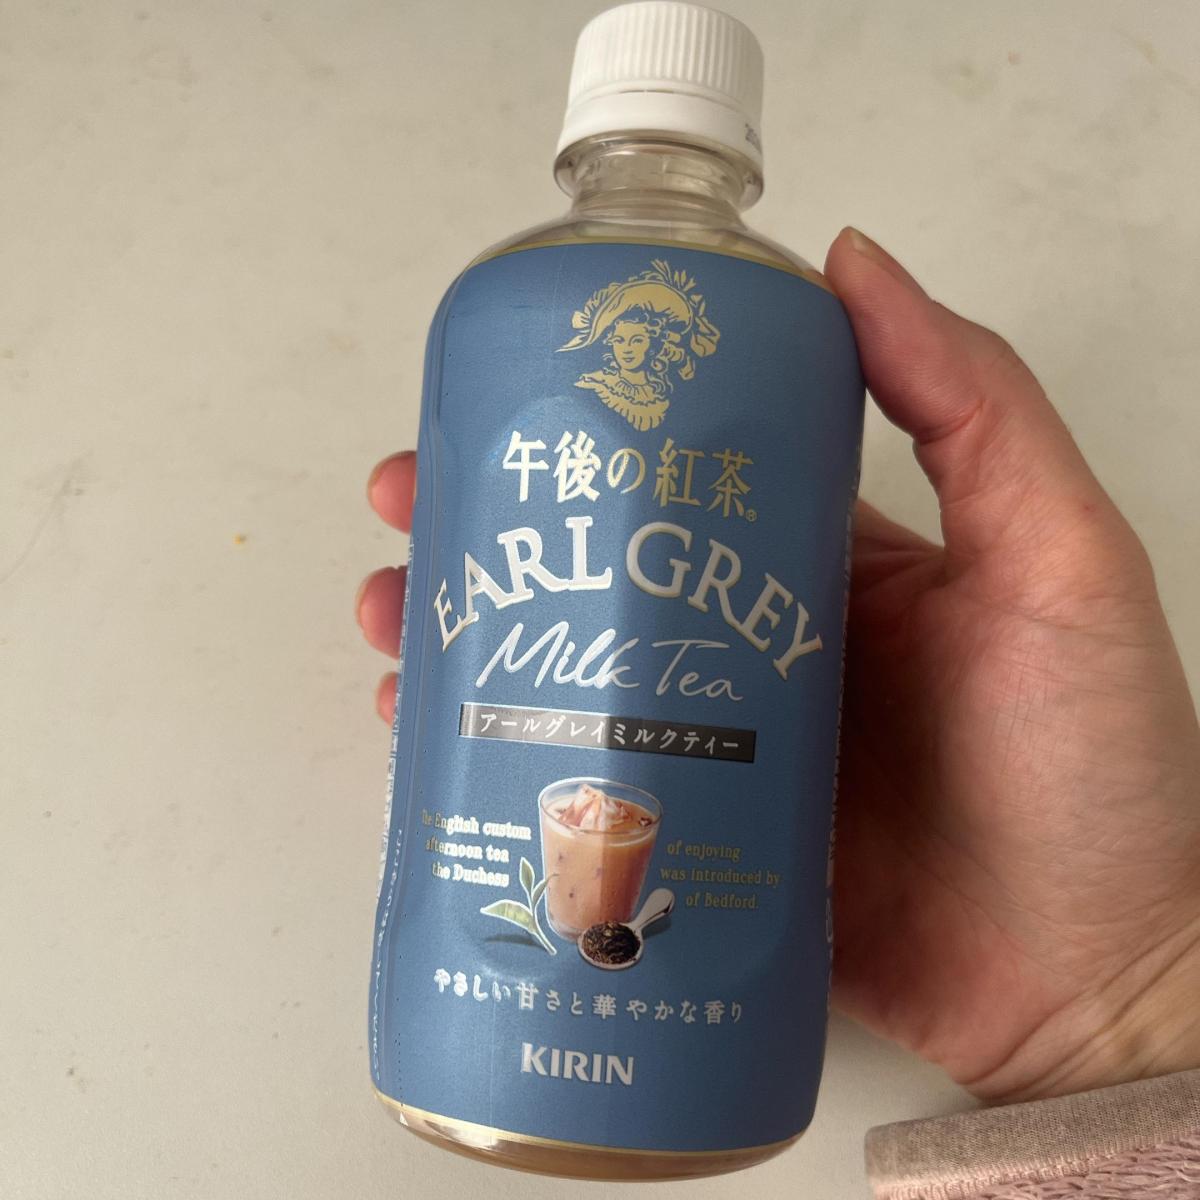 午後の紅茶®
EARL GREY
Milk Tea
アールグレイミルクティー
The English custom of enjoying
afternoon tea was introduced by
the Duchess of Bedford.
やさしい甘さと華やかな香り
KIRIN